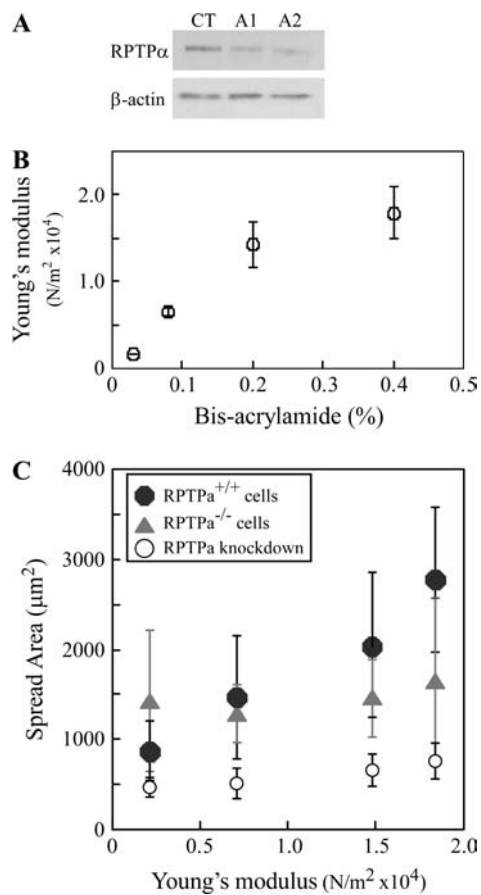 A
CT A1 A2
RPTPα
β-actin
B
Young's modulus
(N/m² x10⁴)
2.0
1.0
0
0 0.1 0.2 0.3 0.4 0.5
Bis-acrylamide (%)
C
4000
3000
2000
1000
0
RPTPa+/+ cells
RPTPa-/- cells
RPTPa knockdown
Spread Area (μm²)
0 0.5 1.0 1.5 2.0
Young's modulus (N/m² x10⁴)